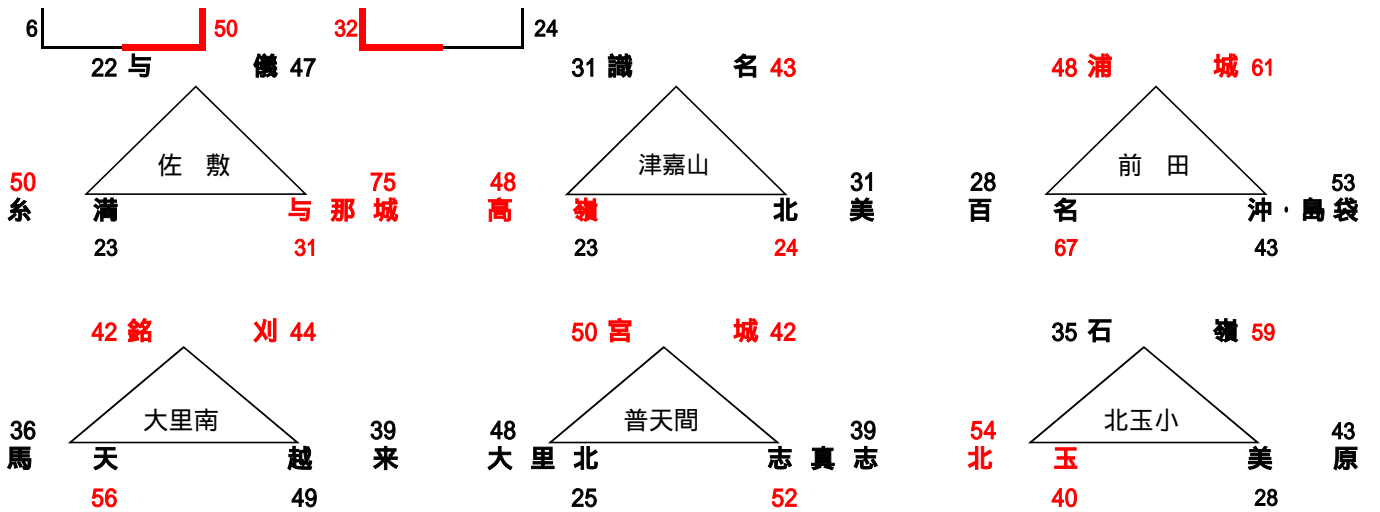 6 50 32 24
22 与儀 47 31 識名 43 48 浦城 61
佐敷 津嘉山 前田
50 75 48 31 28 53
糸満 与那城 高嶺 北美 百名 沖・島袋
23 31 23 24 67 43
42 銘苅 44 50 宮城 42 35 石嶺 59
大里南 普天間 北玉小
36 39 48 39 54 43
馬天 越来 大里北 志真志 北玉 美原
56 49 25 52 40 28